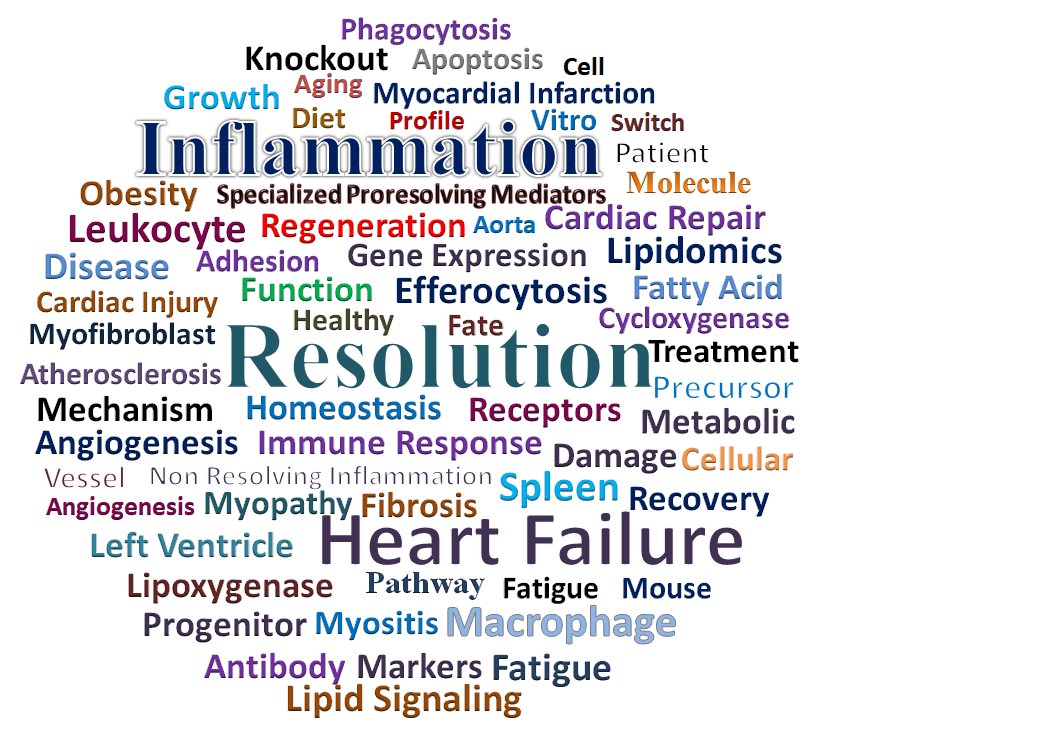 Phagocytosis
Knockout Apoptosis Cell
Growth Aging Myocardial Infarction
Diet Profile Vitro Switch
Inflammation Patient
Obesity Specialized Proresolving Mediators Molecule
Leukocyte Regeneration Aorta Cardiac Repair
Disease Adhesion Gene Expression Lipidomics
Cardiac Injury Function Efferocytosis Fatty Acid
Myofibroblast Healthy Fate Cycloxygenase
Resolution Treatment
Atherosclerosis Precursor
Mechanism Homeostasis Receptors Metabolic
Angiogenesis Immune Response Damage Cellular
Vessel Non Resolving Inflammation Spleen Recovery
Angiogenesis Myopathy Fibrosis
Left Ventricle Heart Failure
Lipoxygenase Pathway Fatigue Mouse
Progenitor Myositis Macrophage
Antibody Markers Fatigue
Lipid Signaling